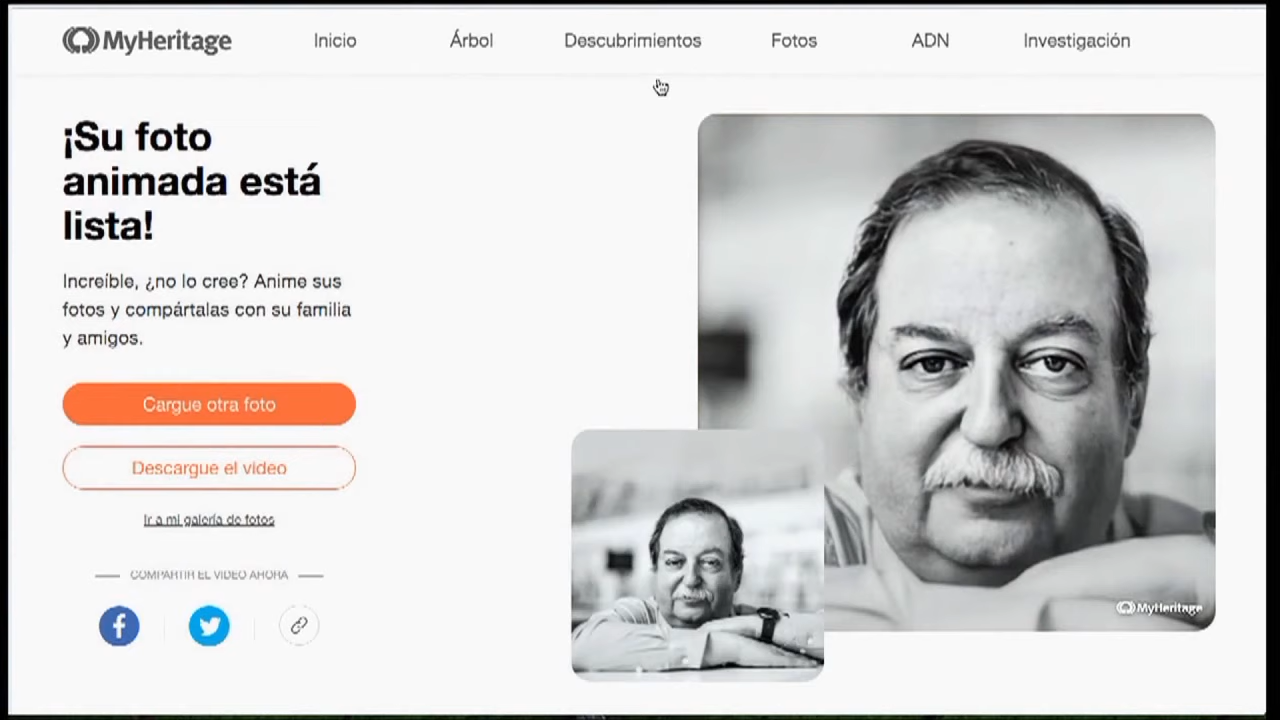 MyHeritage
Inicio
Árbol
Descubrimientos
Fotos
ADN
Investigación
¡Su foto
animada está
lista!
Increíble, ¿no lo cree? Anime sus
fotos y compártalas con su familia
y amigos.
Cargue otra foto
Descargue el video
Ir a mi galería de fotos
COMPARTIR EL VIDEO AHORA
MyHeritage